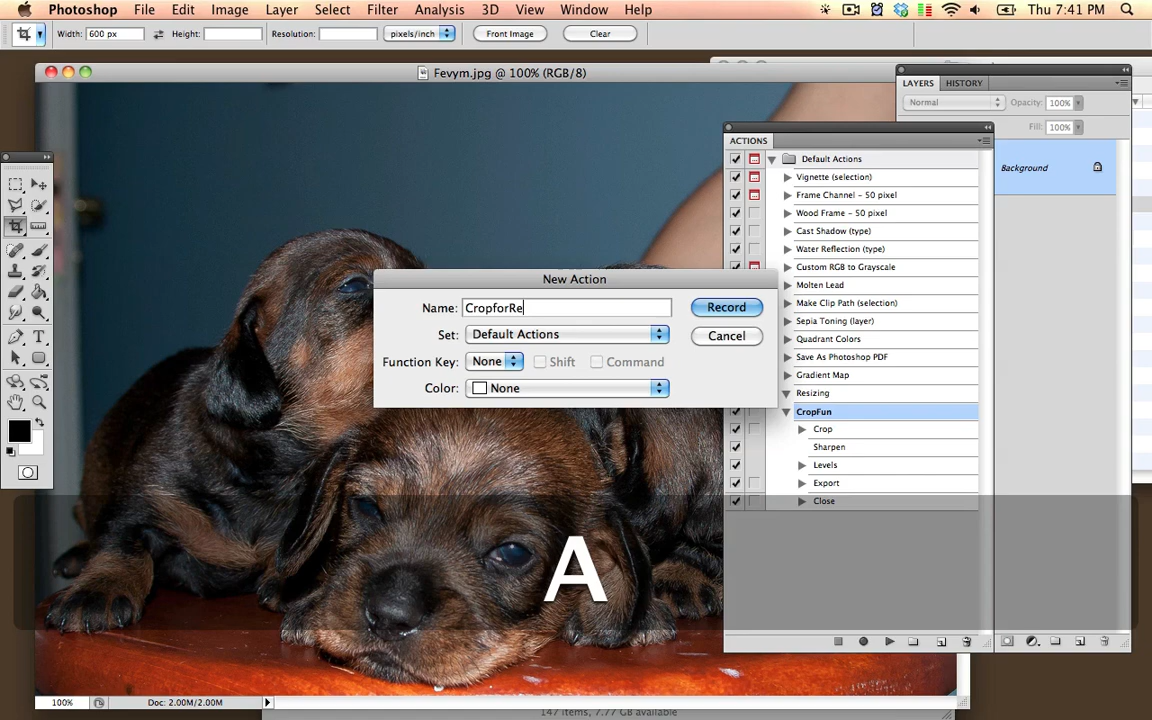 Photoshop File Edit Image Layer Select Filter Analysis 3D View Window Help Thu 7:41 PM
Width: 600 px Height: Resolution: pixels/inch Front Image Clear
Fevym.jpg @ 100% (RGB/8)
LAYERS HISTORY
Normal Opacity: 100%
Fill: 100%
Background
ACTIONS
Default Actions
Vignette (selection)
Frame Channel - 50 pixel
Wood Frame - 50 pixel
Cast Shadow (type)
Water Reflection (type)
Custom RGB to Grayscale
Molten Lead
Make Clip Path (selection)
Sepia Toning (layer)
Quadrant Colors
Save As Photoshop PDF
Gradient Map
Resizing
CropFun
Crop
Sharpen
Levels
Export
Close
New Action
Name: CropforRe Record
Set: Default Actions Cancel
Function Key: None Shift Command
Color: None
A
100% Doc: 2.00M/2.00M
147 items, 7.77 GB available